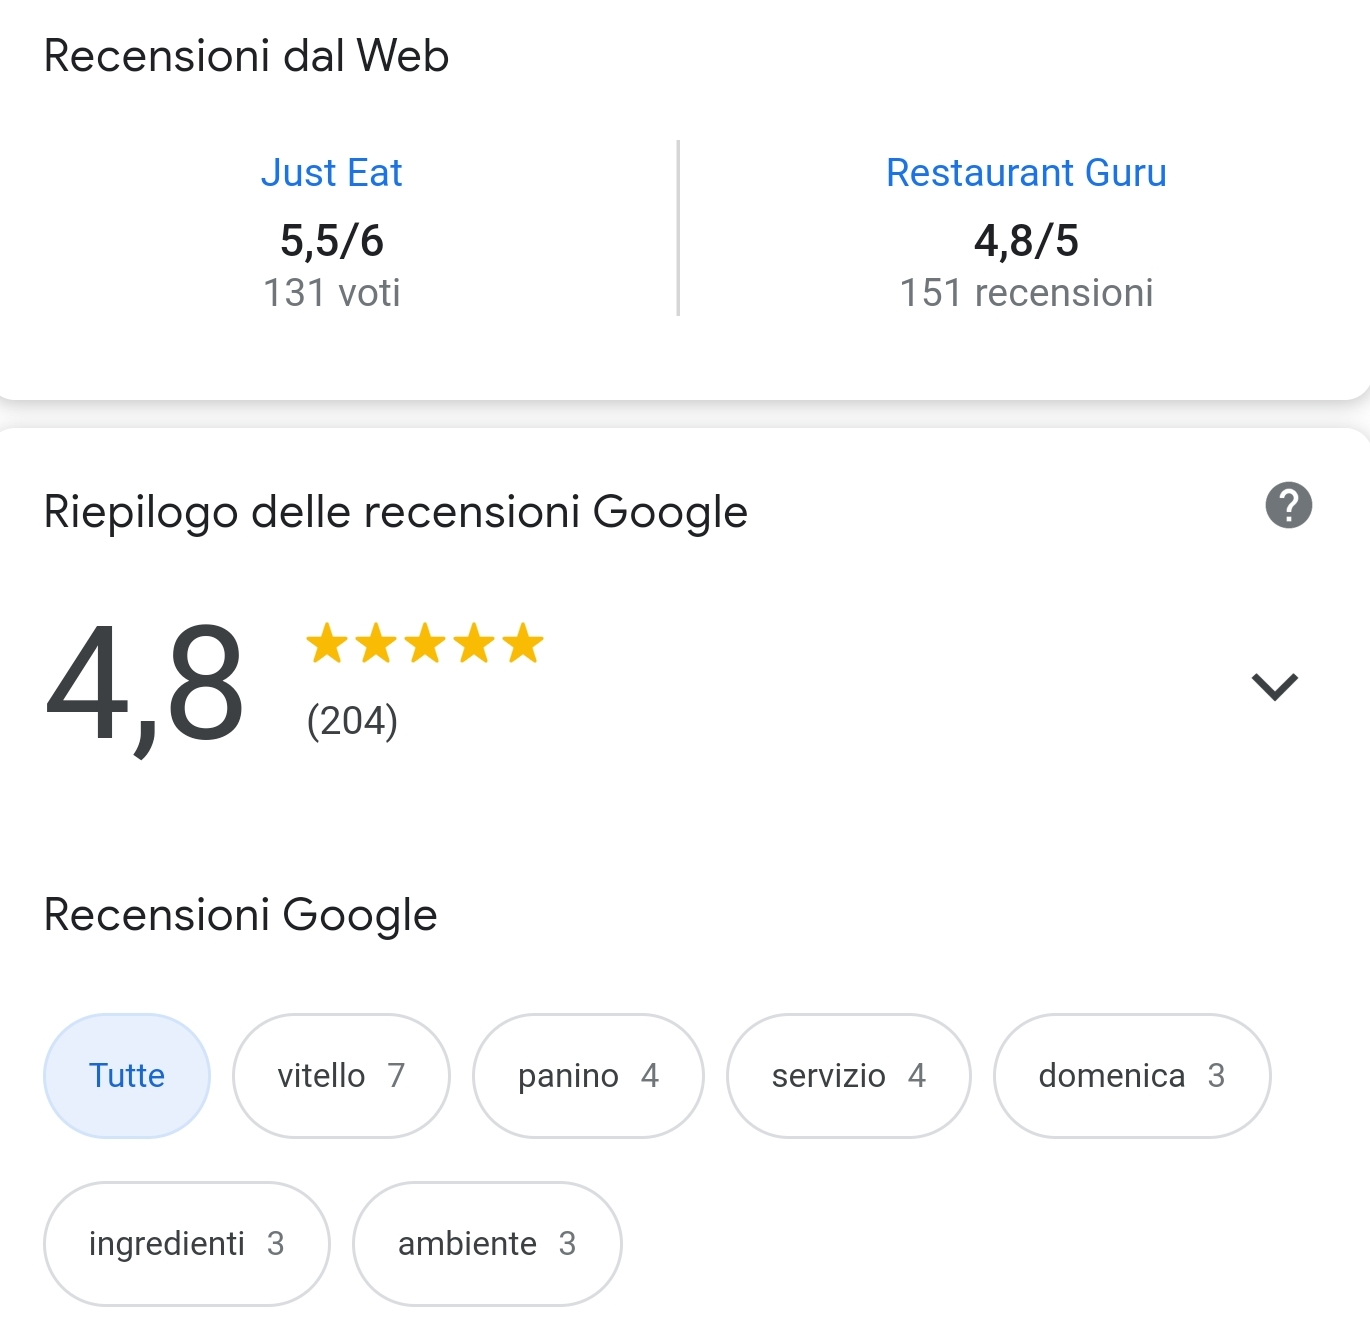 Recensioni dal Web
Just Eat
5,5/6
131 voti
Restaurant Guru
4,8/5
151 recensioni
Riepilogo delle recensioni Google
?
4,8
(204)
Recensioni Google
Tutte
vitello 7
panino 4
servizio 4
domenica 3
ingredienti 3
ambiente 3